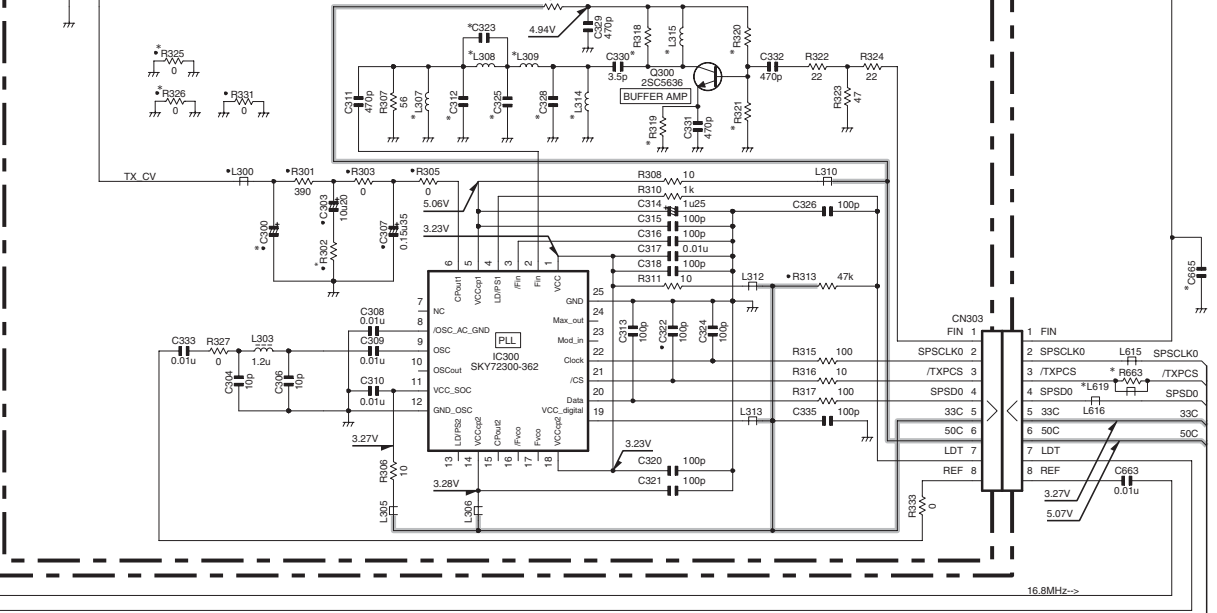 4.94V
C329
470p
R318
*
L315
*
R320
*
*C323
*L308
*L309
C330
3.5p
Q300
2SC5636
BUFFER AMP
C332
470p
R322
22
R324
22
R323
47
•
*R325
0
•
*R326
0
•R331
0
C311
470p
R307
56
*L307
*C312
*C325
*C328
*L314
*R319
C331
470p
*R321
TX_CV
•L300
•R301
390
•R303
0
•R305
0
*•C300
•C303
10u20
*•R302
•C307
0.15u35
5.06V
3.23V
R308 10
R310 1k
C314 1u25
C315 100p
C316 100p
C317 0.01u
C318 100p
R311 10
L310
C326 100p
L312
•R313 47k
6 5 4 3 2 1
CPout1
VCCcp1
LD/PS1
/Fin
Fin
VCC
7 NC
8 /OSC_AC_GND
9 OSC
10 OSCout
11 VCC_SOC
12 GND_OSC
PLL
IC300
SKY72300-362
GND 25
Max_out 24
Mod_in 23
Clock 22
/CS 21
Data 20
VCC_digital 19
LD/PS2
VCCcp2
CPout2
/Fvco
Fvco
VCCcp2
13 14 15 16 17 18
C308
0.01u
C309
0.01u
C310
0.01u
C333
0.01u
R327
0
L303
1.2u
C304
10p
C306
10p
C313
100p
•C322
100p
C324
100p
R315 100
R316 10
R317 100
L313
C335 100p
3.27V
R306
10
3.28V
L305
L306
3.23V
C320 100p
C321 100p
R333
0
CN303
FIN 1
SPSCLK0 2
/TXPCS 3
SPSD0 4
33C 5
50C 6
LDT 7
REF 8
1 FIN
2 SPSCLK0
3 /TXPCS
4 SPSD0
5 33C
6 50C
7 LDT
8 REF
L615
SPSCLK0
* R663
/TXPCS
*L619
L616
SPSD0
33C
50C
C663
0.01u
3.27V
5.07V
*C665
16.8MHz-->